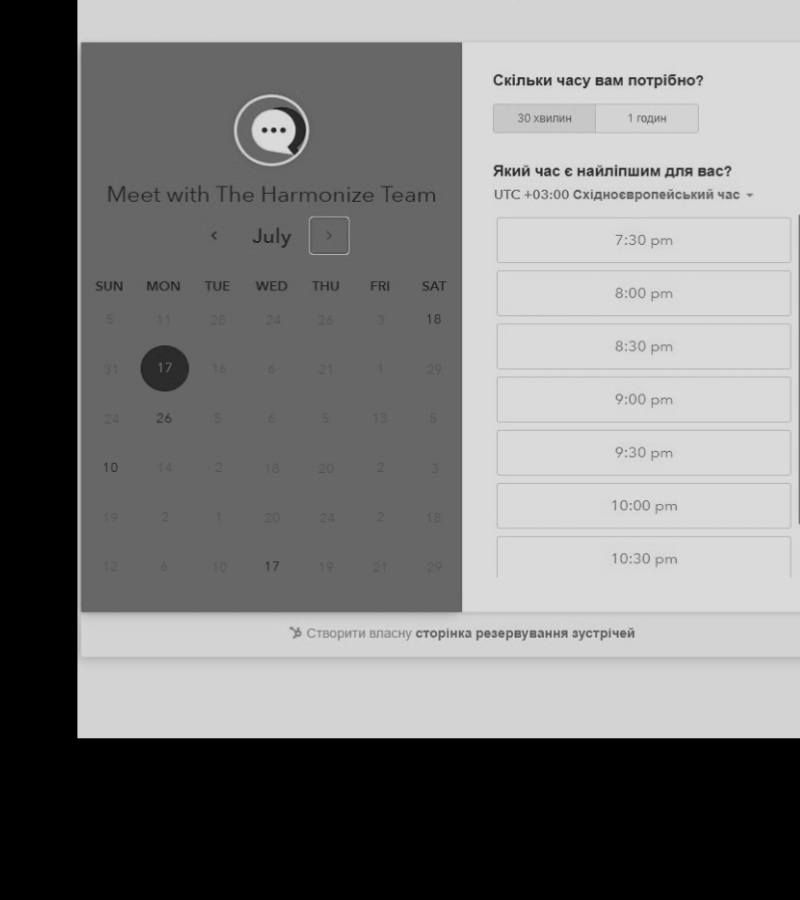 Meet with The Harmonize Team
July
SUN MON TUE WED THU FRI SAT
5 11 28 24 26 3 18
31 17 16 6 21 1 29
24 26 5 6 5 13 5
10 14 2 18 20 2 3
19 2 1 20 24 2 18
12 6 10 17 19 21 29
Скільки часу вам потрібно?
30 хвилин 1 годин
Який час є найліпшим для вас?
UTC +03:00 Східноєвропейський час
7:30 pm
8:00 pm
8:30 pm
9:00 pm
9:30 pm
10:00 pm
10:30 pm
Створити власну сторінка резервування зустрічей